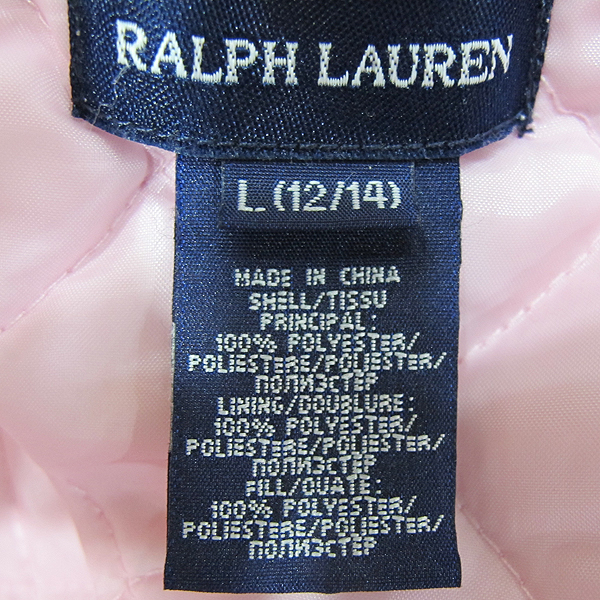 RALPH LAUREN
L (12/14)
MADE IN CHINA
SHELL/TISSU
PRINCIPAL:
100% POLYESTER/
POLIESTERE/POLIESTER/
ПОЛИЭСТЕР
LINING/DOUBLURE:
100% POLYESTER/
POLIESTERE/POLIESTER/
ПОЛИЭСТЕР
FILL/OUATE:
100% POLYESTER/
POLIESTERE/POLIESTER/
ПОЛИЭСТЕР